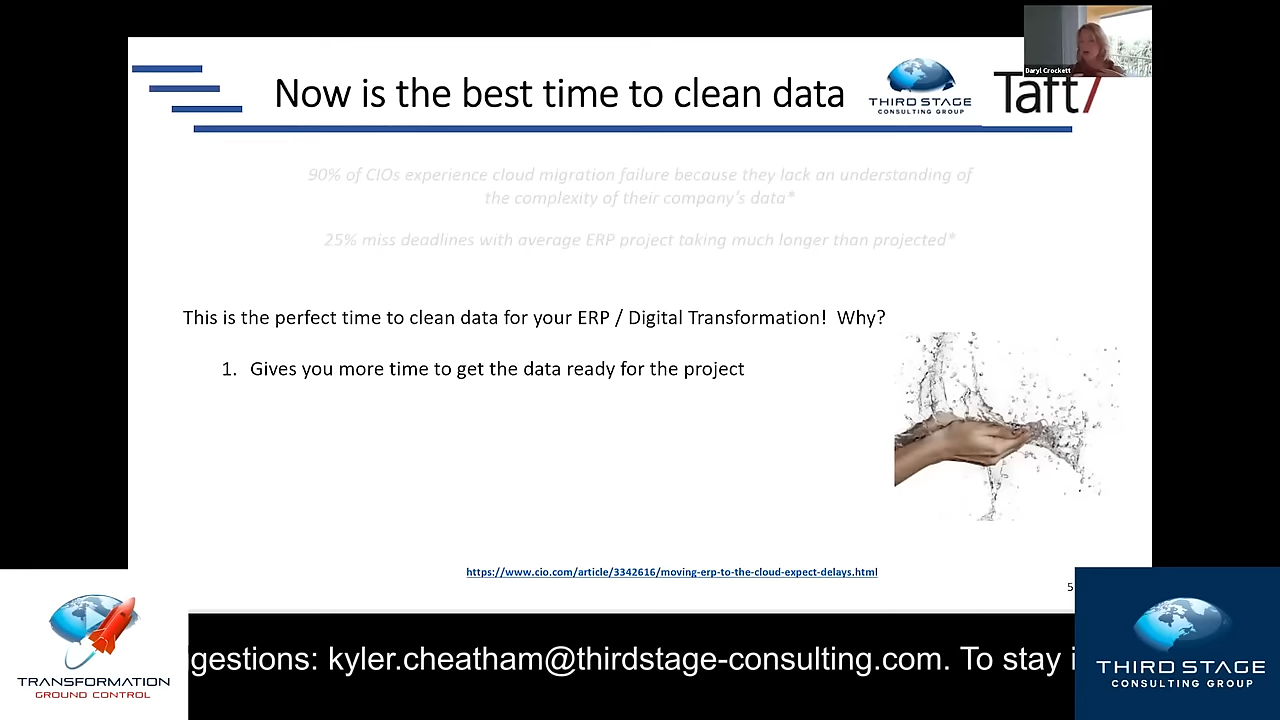 Daryl Crockett
Now is the best time to clean data
THIRD STAGE
CONSULTING GROUP
Taft7
90% of CIOs experience cloud migration failure because they lack an understanding of
the complexity of their company's data*
25% miss deadlines with average ERP project taking much longer than projected*
This is the perfect time to clean data for your ERP / Digital Transformation! Why?
1. Gives you more time to get the data ready for the project
https://www.cio.com/article/3342616/moving-erp-to-the-cloud-expect-delays.html
5
TRANSFORMATION
GROUND CONTROL
gestions: kyler.cheatham@thirdstage-consulting.com. To stay i
THIRD STAGE
CONSULTING GROUP